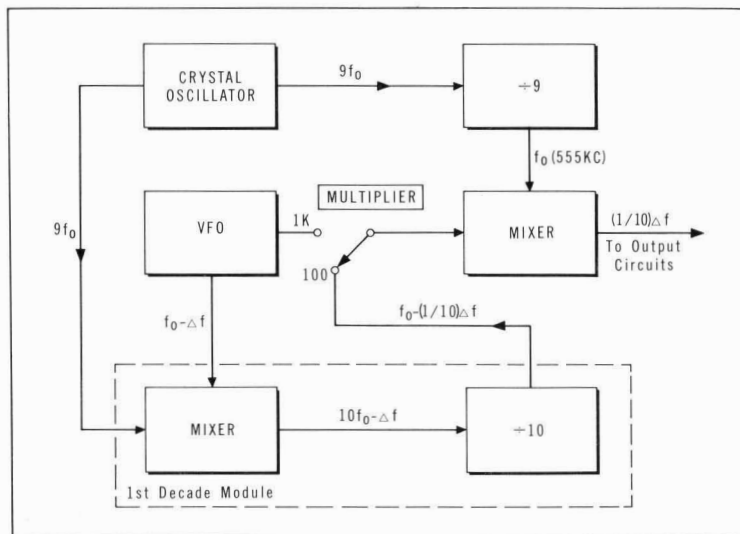 CRYSTAL
OSCILLATOR
9f₀
÷9
f₀ (555KC)
9f₀
VFO
1K
MULTIPLIER
100
MIXER
(1/10)△f
To Output
Circuits
f₀-△f
f₀-(1/10)△f
MIXER
10f₀-△f
÷10
1st Decade Module